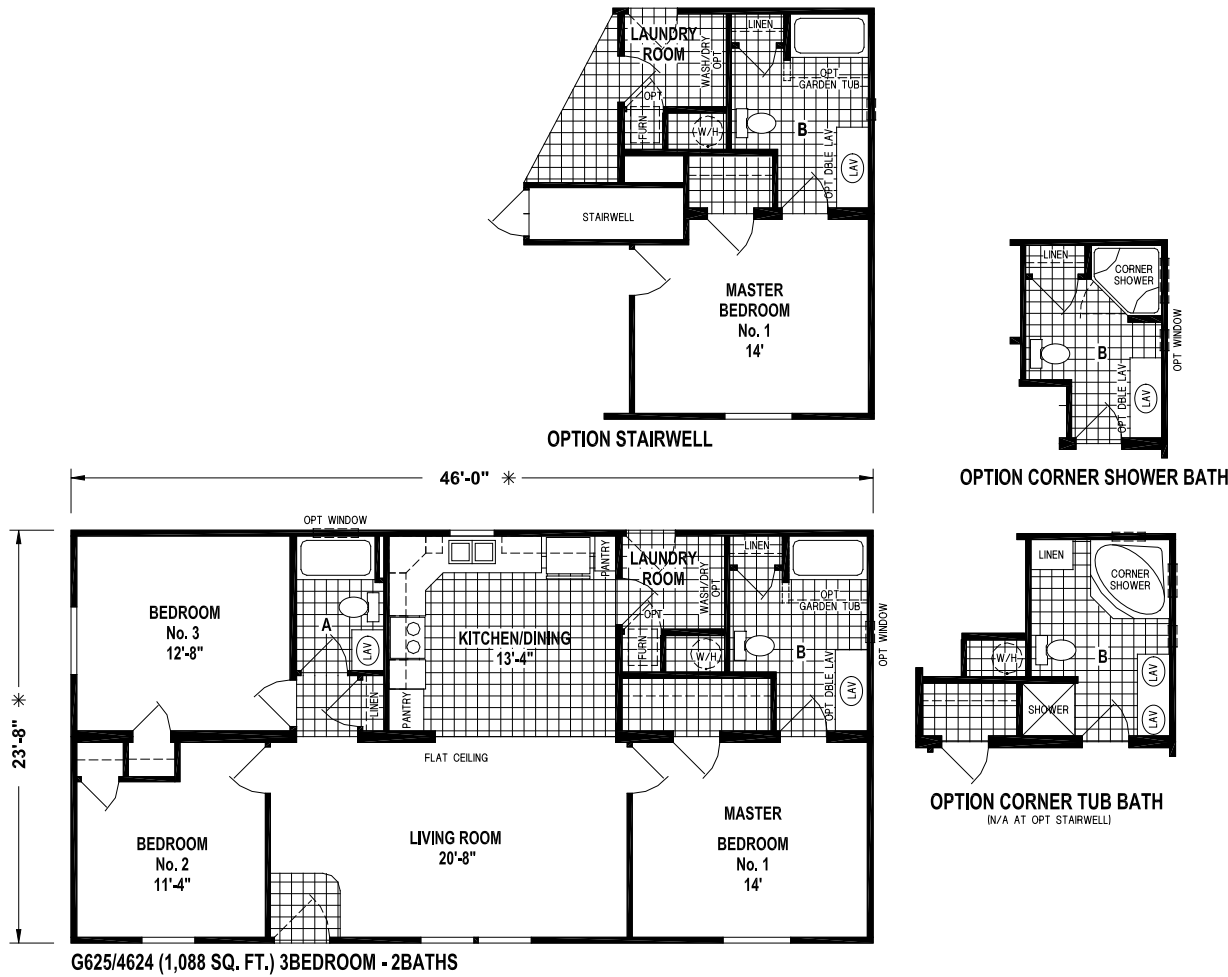 LINEN
LAUNDRY
ROOM
WASH/DRY
OPT
OPT
GARDEN TUB
OPT
FURN
W/H
B
OPT DBLE LAV
LAV
STAIRWELL
MASTER
BEDROOM
No. 1
14'
OPTION STAIRWELL
LINEN
CORNER
SHOWER
B
OPT WINDOW
OPT DBLE LAV
LAV
OPTION CORNER SHOWER BATH
46'-0" ✳
23'-8" ✳
OPT WINDOW
BEDROOM
No. 3
12'-8"
A
LAV
LINEN
PANTRY
KITCHEN/DINING
13'-4"
PANTRY
LAUNDRY
ROOM
WASH/DRY
OPT
OPT
FURN
W/H
LINEN
OPT
GARDEN TUB
B
OPT WINDOW
OPT DBLE LAV
LAV
FLAT CEILING
BEDROOM
No. 2
11'-4"
LIVING ROOM
20'-8"
MASTER
BEDROOM
No. 1
14'
LINEN
CORNER
SHOWER
W/H
B
SHOWER
LAV
LAV
OPTION CORNER TUB BATH
(N/A AT OPT STAIRWELL)
G625/4624 (1,088 SQ. FT.) 3BEDROOM - 2BATHS